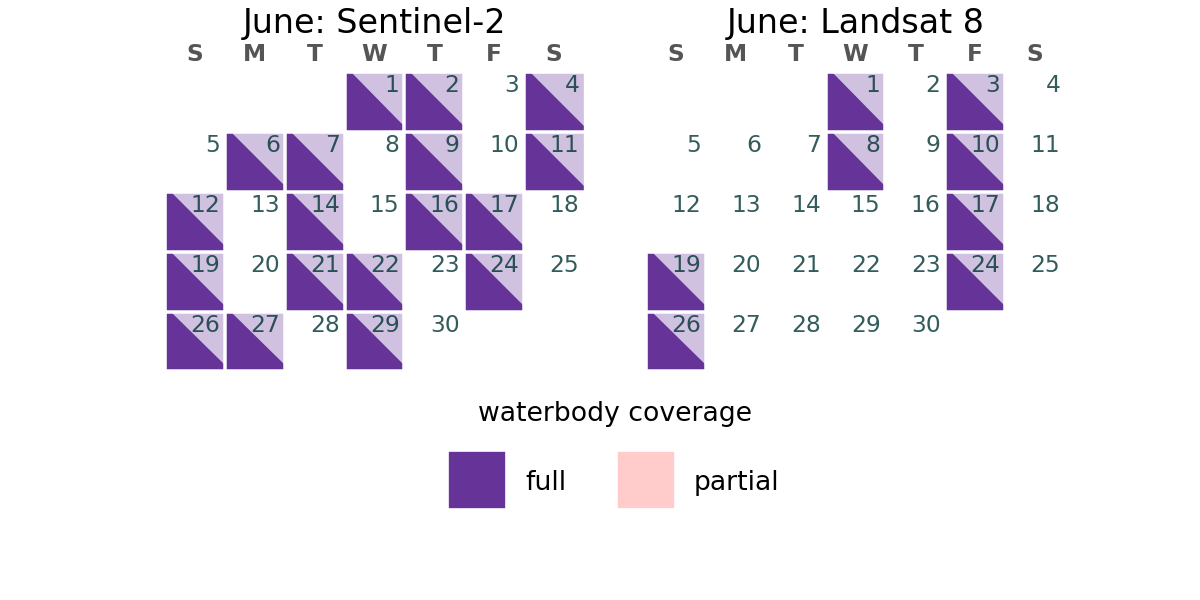 June: Sentinel-2
S M T W T F S
1 2 3 4
5 6 7 8 9 10 11
12 13 14 15 16 17 18
19 20 21 22 23 24 25
26 27 28 29 30
June: Landsat 8
S M T W T F S
1 2 3 4
5 6 7 8 9 10 11
12 13 14 15 16 17 18
19 20 21 22 23 24 25
26 27 28 29 30
waterbody coverage
full partial